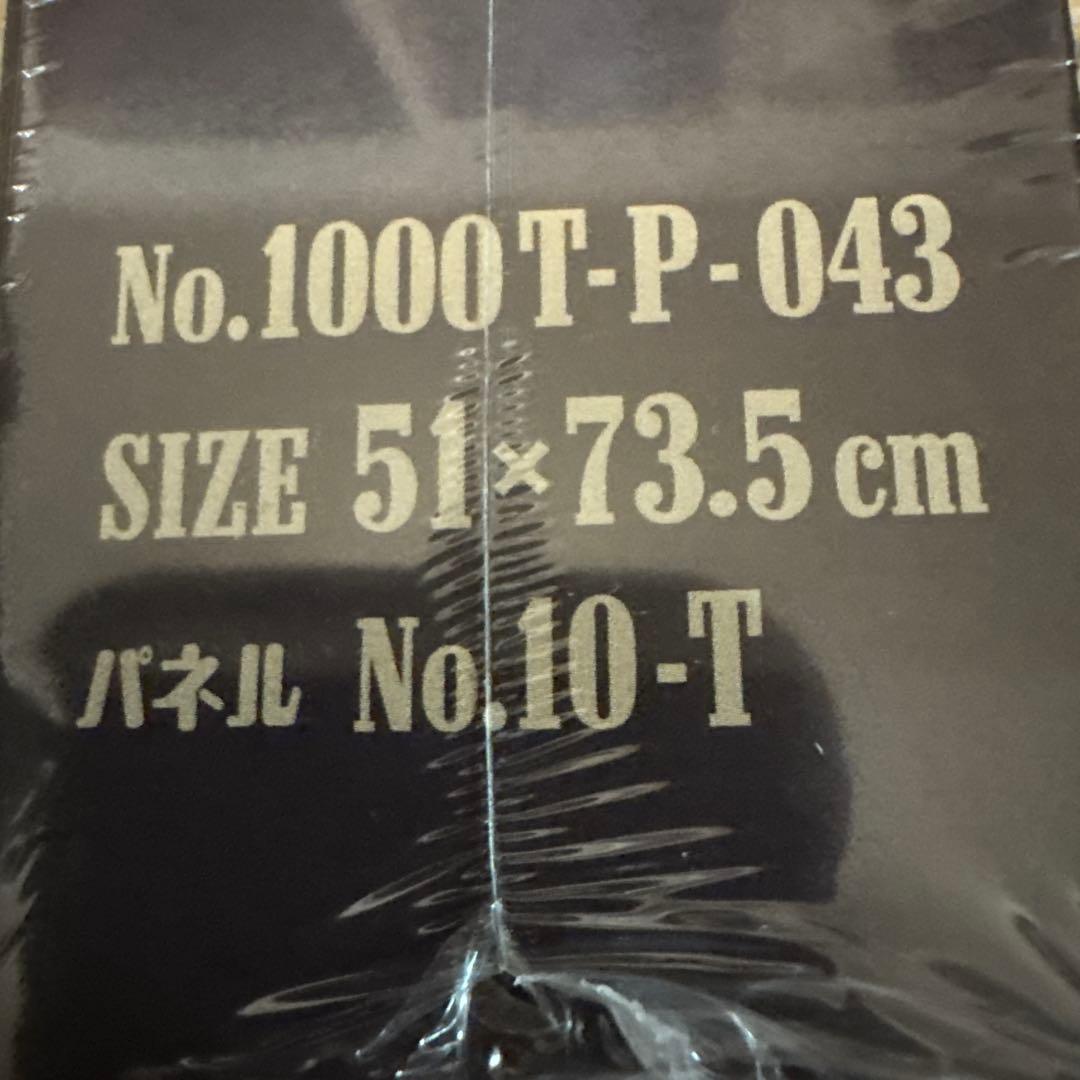 No.1000T-P-043
SIZE 51×73.5cm
パネル No.10-T